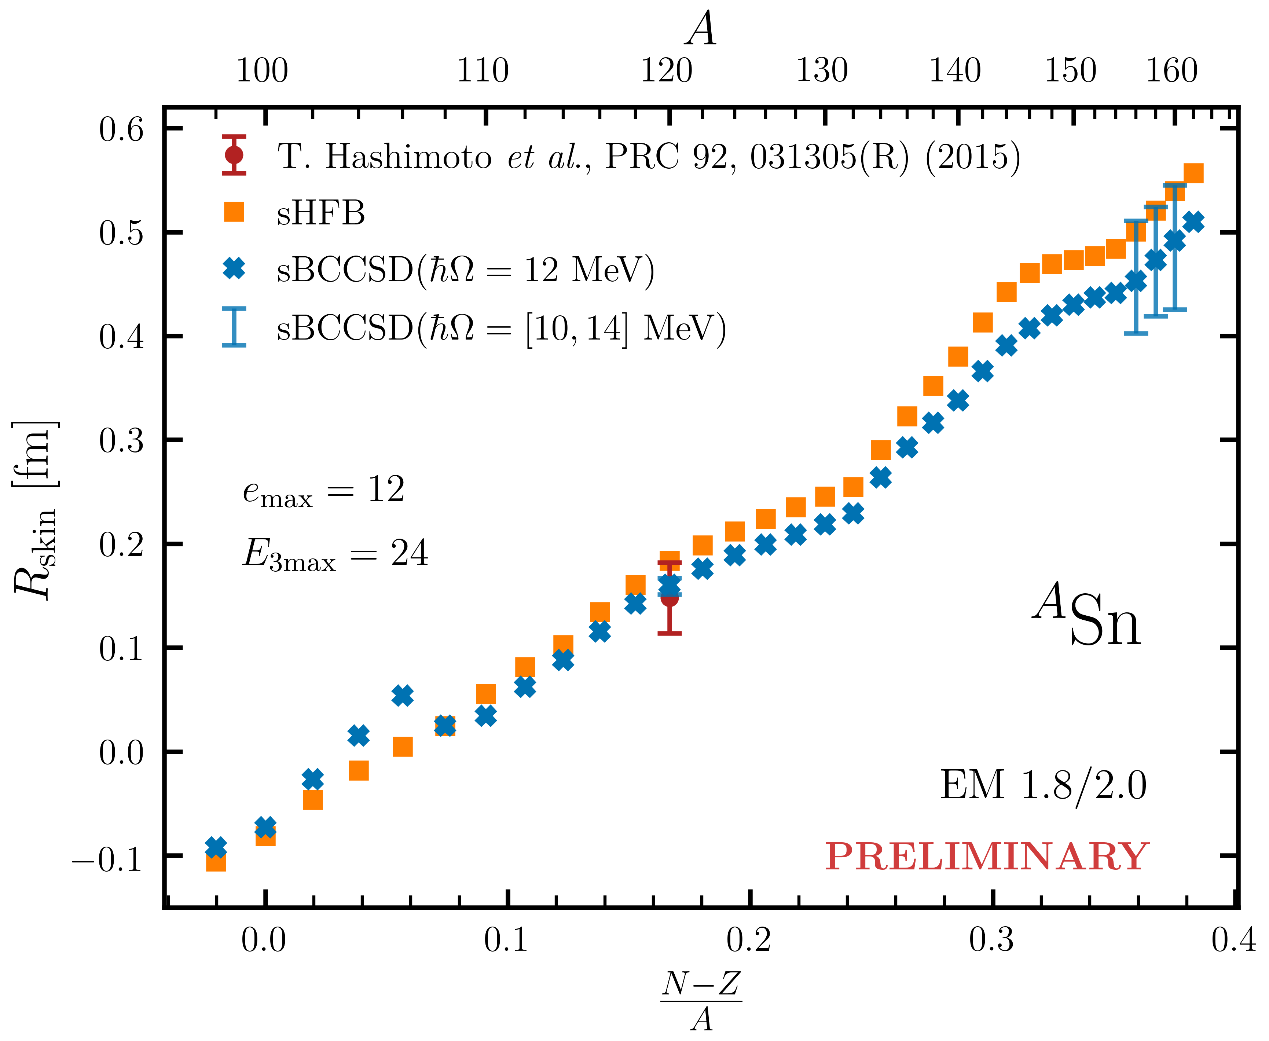 A
100 110 120 130 140 150 160
0.6
0.5
0.4
0.3
0.2
0.1
0.0
−0.1
R_skin [fm]
T. Hashimoto et al., PRC 92, 031305(R) (2015)
sHFB
sBCCSD(ℏΩ = 12 MeV)
sBCCSD(ℏΩ = [10, 14] MeV)
e_max = 12
E_3max = 24
^A Sn
EM 1.8/2.0
PRELIMINARY
0.0 0.1 0.2 0.3 0.4
N−Z
A